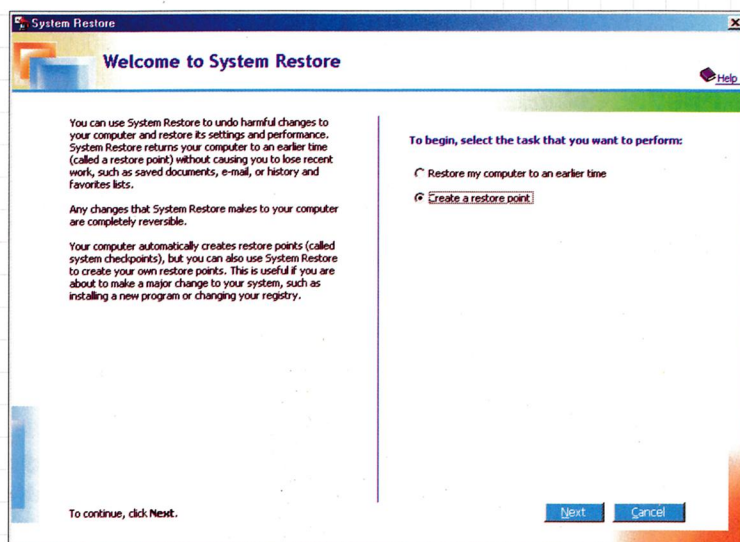 System Restore
Welcome to System Restore
Help
You can use System Restore to undo harmful changes to
your computer and restore its settings and performance.
System Restore returns your computer to an earlier time
(called a restore point) without causing you to lose recent
work, such as saved documents, e-mail, or history and
favorites lists.
Any changes that System Restore makes to your computer
are completely reversible.
Your computer automatically creates restore points (called
system checkpoints), but you can also use System Restore
to create your own restore points. This is useful if you are
about to make a major change to your system, such as
installing a new program or changing your registry.
To begin, select the task that you want to perform:
Restore my computer to an earlier time
Create a restore point
To continue, click Next.
Next
Cancel